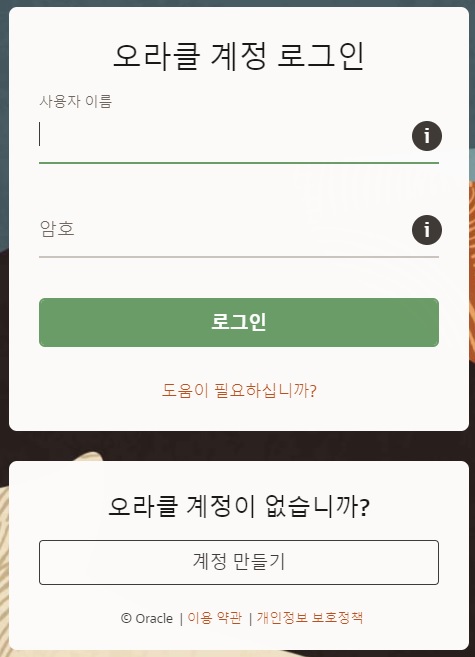 오라클 계정 로그인
사용자 이름
i
암호
i
로그인
도움이 필요하십니까?
오라클 계정이 없습니까?
계정 만들기
© Oracle | 이용 약관 | 개인정보 보호정책